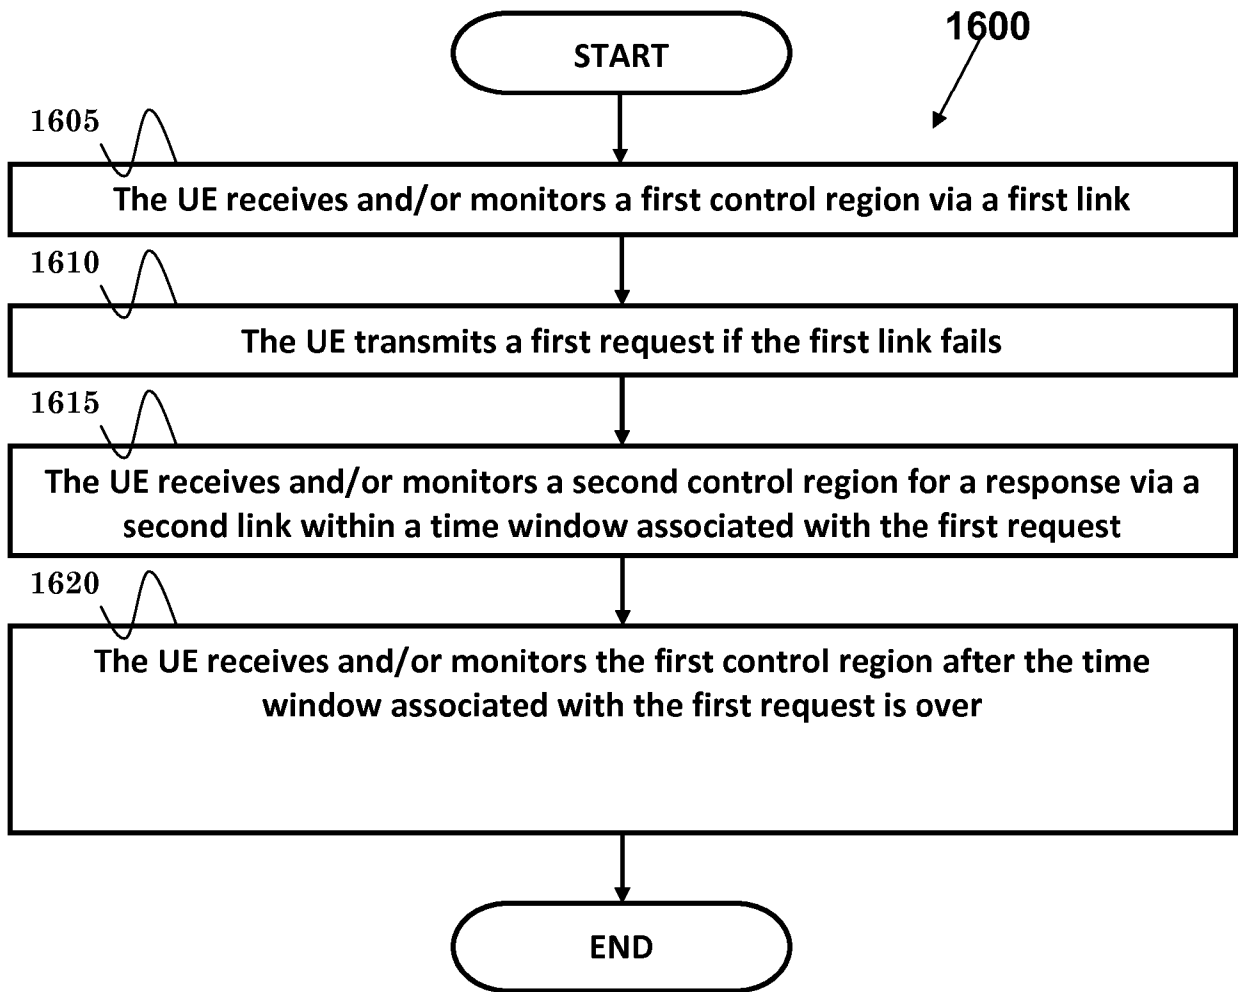 1600
START
1605
The UE receives and/or monitors a first control region via a first link
1610
The UE transmits a first request if the first link fails
1615
The UE receives and/or monitors a second control region for a response via a
second link within a time window associated with the first request
1620
The UE receives and/or monitors the first control region after the time
window associated with the first request is over
END